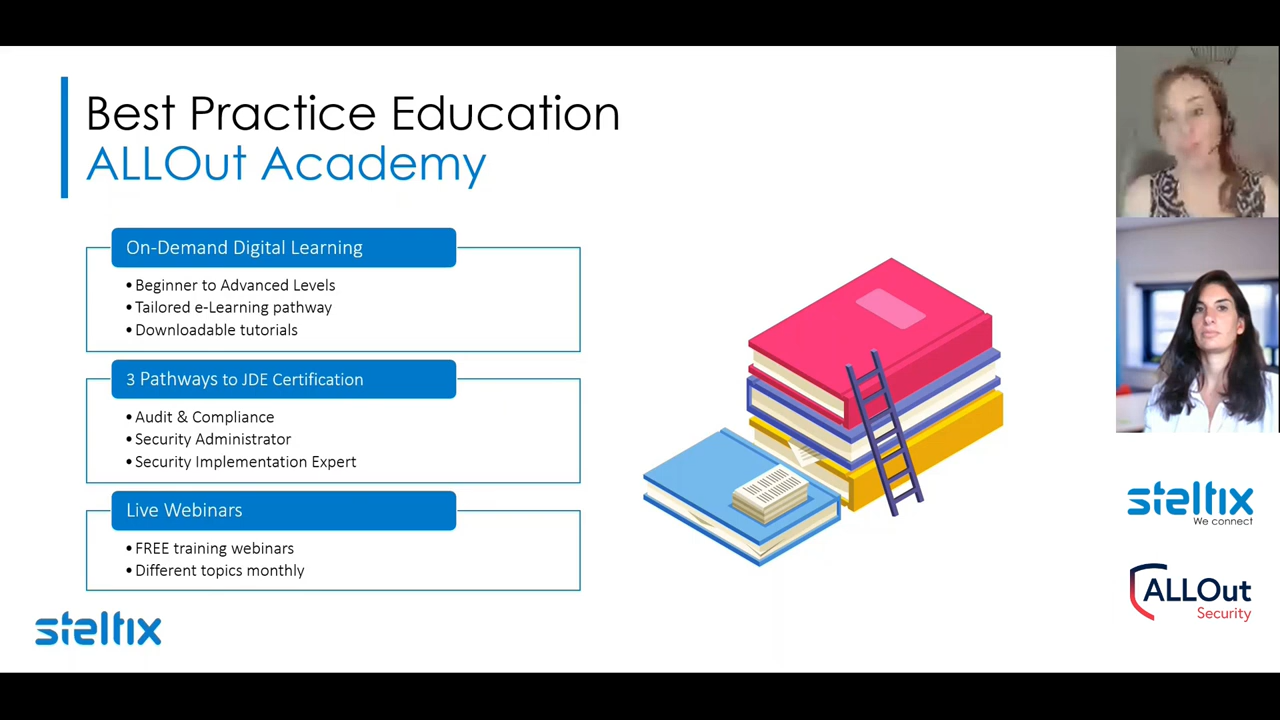 Best Practice Education
ALLOut Academy
On-Demand Digital Learning
•Beginner to Advanced Levels
•Tailored e-Learning pathway
•Downloadable tutorials
3 Pathways to JDE Certification
•Audit & Compliance
•Security Administrator
•Security Implementation Expert
Live Webinars
•FREE training webinars
•Different topics monthly
steltix
steltix
We connect
ALLOut
Security